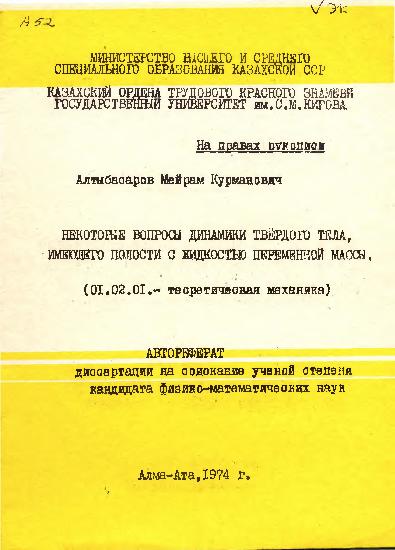 А52
МИНИСТЕРСТВО ВЫСШЕГО И СРЕДНЕГО
СПЕЦИАЛЬНОГО ОБРАЗОВАНИЯ КАЗАХСКОЙ ССР
КАЗАХСКИЙ ОРДЕНА ТРУДОВОГО КРАСНОГО ЗНАМЕНИ
ГОСУДАРСТВЕННЫЙ УНИВЕРСИТЕТ им.С.М.КИРОВА
На правах рукописи
Алтыбасаров Мейрам Курманович
НЕКОТОРЫЕ ВОПРОСЫ ДИНАМИКИ ТВЁРДОГО ТЕЛА,
ИМЕЮЩЕГО ПОЛОСТИ С ЖИДКОСТЬЮ ПЕРЕМЕННОЙ МАССЫ.
(01.02.01.- теоретическая механика)
АВТОРЕФЕРАТ
диссертации на соискание ученой степени
кандидата физико-математических наук
Алма-Ата,1974 г.